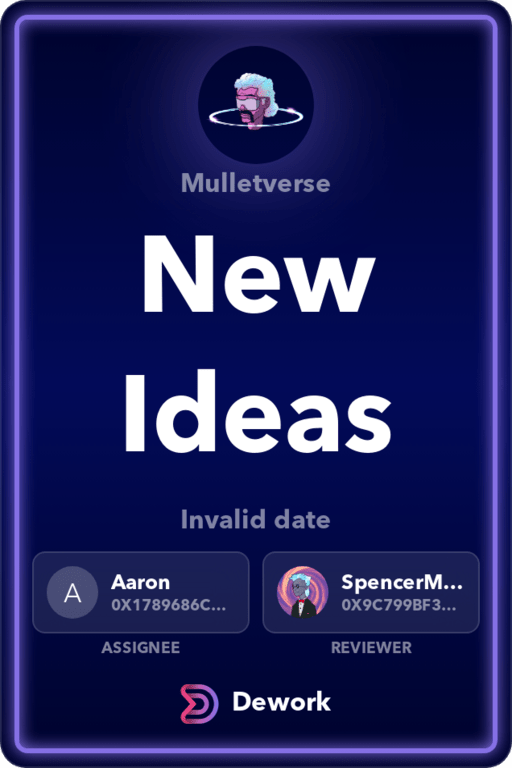 Mulletverse
New
Ideas
Invalid date
A
Aaron
0X1789686C...
SpencerM...
0X9C799BF3...
ASSIGNEE
REVIEWER
Dework